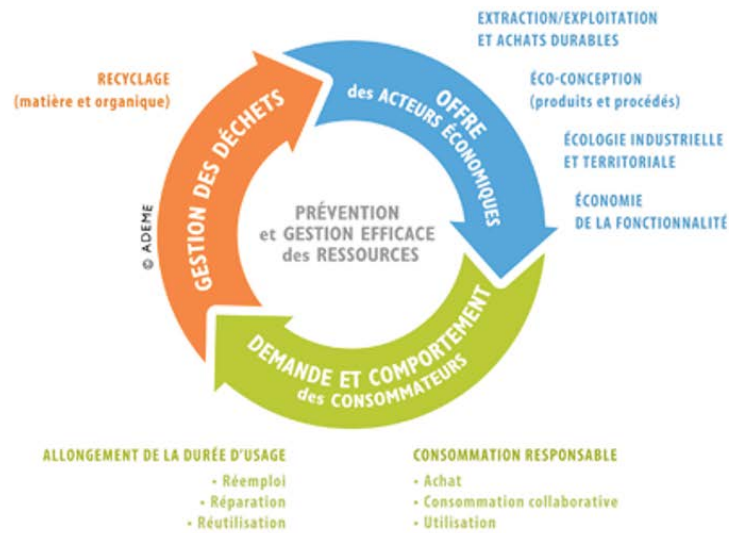 EXTRACTION/EXPLOITATION
ET ACHATS DURABLES
ÉCO-CONCEPTION
(produits et procédés)
ÉCOLOGIE INDUSTRIELLE
ET TERRITORIALE
ÉCONOMIE
DE LA FONCTIONNALITÉ
OFFRE
des ACTEURS ÉCONOMIQUES
RECYCLAGE
(matière et organique)
GESTION DES DÉCHETS
© ADEME
PRÉVENTION
et GESTION EFFICACE
des RESSOURCES
DEMANDE ET COMPORTEMENT
des CONSOMMATEURS
ALLONGEMENT DE LA DURÉE D'USAGE
• Réemploi
• Réparation
• Réutilisation
CONSOMMATION RESPONSABLE
• Achat
• Consommation collaborative
• Utilisation